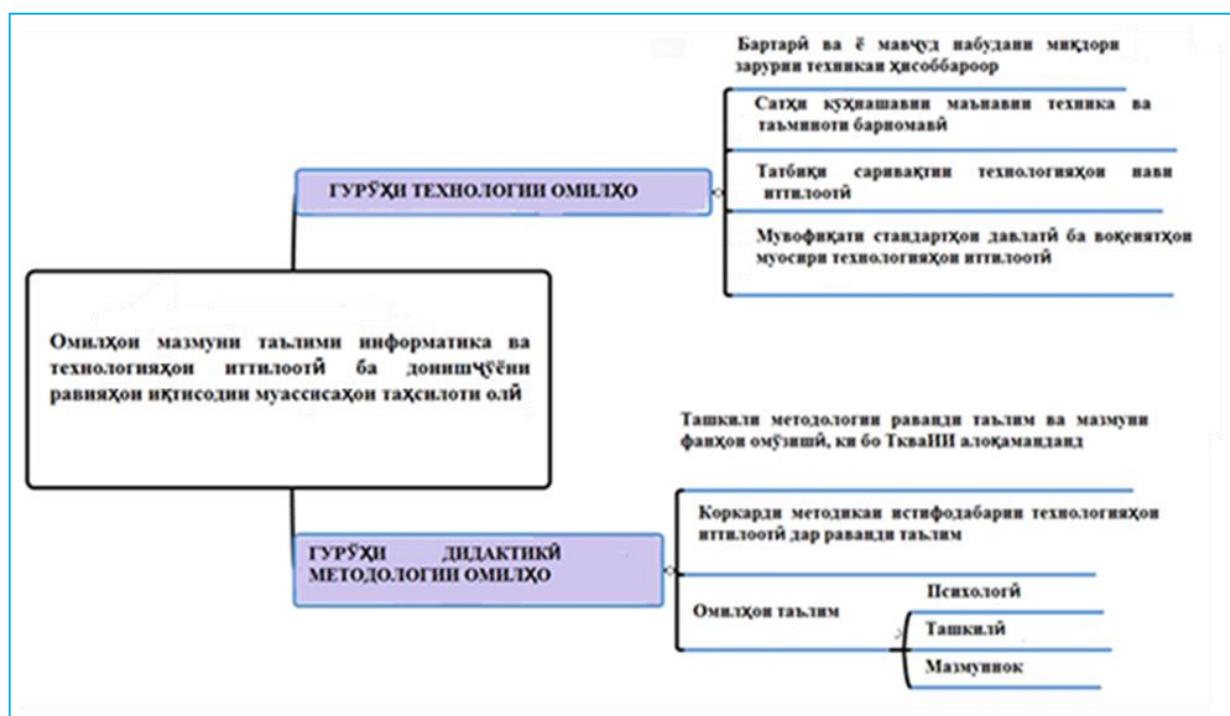 Бартарӣ ва ё мавҷуд набудани миқдори
зарурии техникаи ҳисоббароор
Сатҳи куҳнашавии маънавии техника ва
таъминоти барномавӣ
Татбиқи саривақтии технологияҳои нави
иттилоотӣ
Мувофиқати стандартҳои давлатӣ ба воқеиятҳои
муосири технологияҳои иттилоотӣ
ГУРӮҲИ ТЕХНОЛОГИИ ОМИЛҲО
Омилҳои мазмуни таълими информатика ва
технологияҳои иттилоотӣ ба донишҷӯёни
равияҳои иқтисодии муассисаҳои таҳсилоти олӣ
ГУРӮҲИ ДИДАКТИКӢ
МЕТОДОЛОГИИ ОМИЛҲО
Ташкили методологии раванди таълим ва мазмуни
фанҳои омӯзишӣ, ки бо ТкваИИ алоқаманданд
Коркарди методикаи истифодабарии технологияҳои
иттилоотӣ дар раванди таълим
Омилҳои таълим
Психологӣ
Ташкилӣ
Мазмуннок